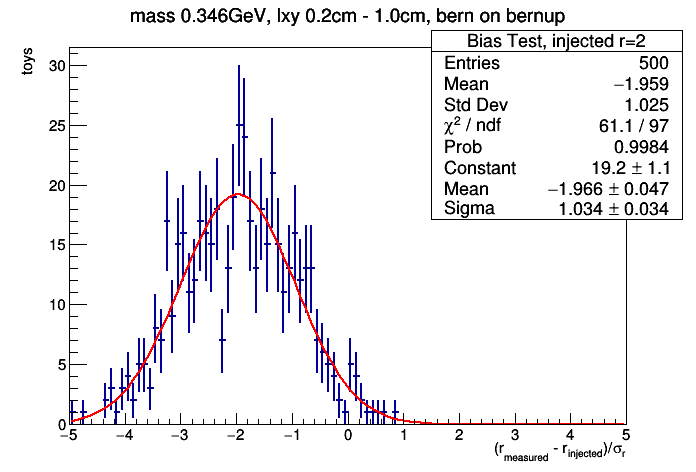 mass 0.346GeV, lxy 0.2cm - 1.0cm, bern on bernup
Bias Test, injected r=2
Entries 500
Mean −1.959
Std Dev 1.025
χ² / ndf 61.1 / 97
Prob 0.9984
Constant 19.2 ± 1.1
Mean −1.966 ± 0.047
Sigma 1.034 ± 0.034
toys
30
25
20
15
10
5
0
−5 −4 −3 −2 −1 0 1 2 3 4 5
(r_measured - r_injected)/σ_r